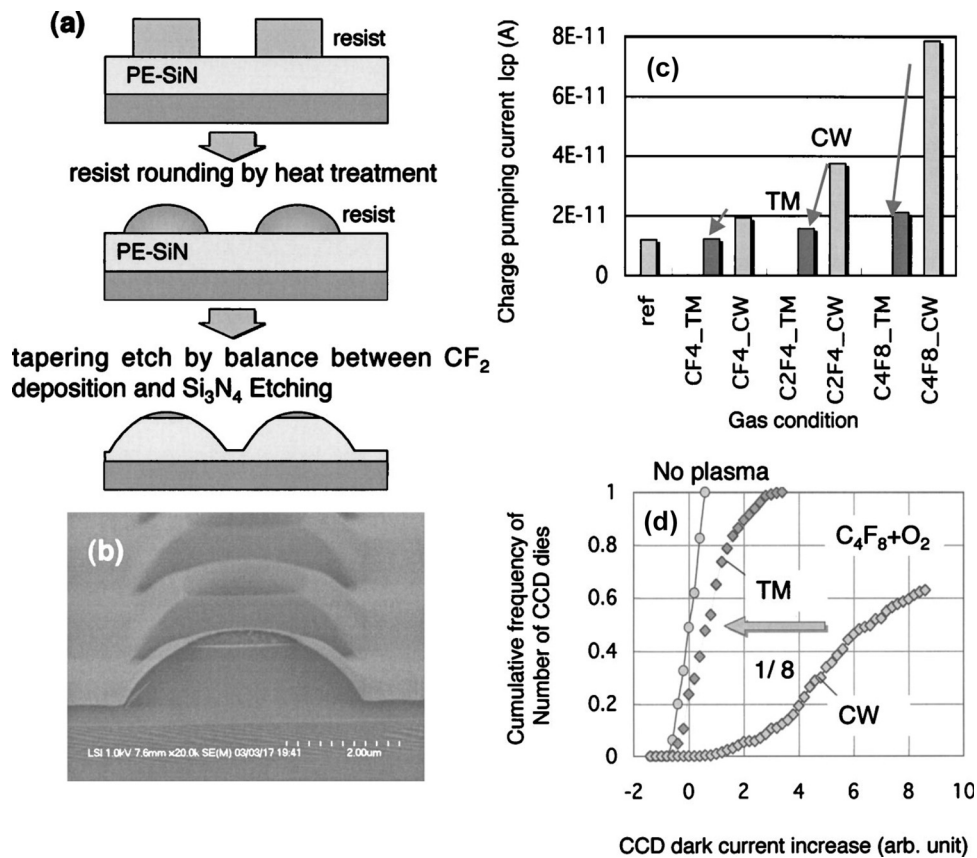 (a)
resist
PE-SiN
resist rounding by heat treatment
resist
PE-SiN
tapering etch by balance between CF2
deposition and Si3N4 Etching
(b)
LSI 1.0kV 7.6mm x20.0k SE(M) 03/03/17 19:41
2.00um
(c)
Charge pumping current Icp (A)
8E-11
6E-11
4E-11
2E-11
0
CW
TM
ref
CF4_TM
CF4_CW
C2F4_TM
C2F4_CW
C4F8_TM
C4F8_CW
Gas condition
No plasma
(d)
Cumulative frequency of
Number of CCD dies
1
0.8
0.6
0.4
0.2
0
C4F8+O2
TM
1/8
CW
-2 0 2 4 6 8 10
CCD dark current increase (arb. unit)